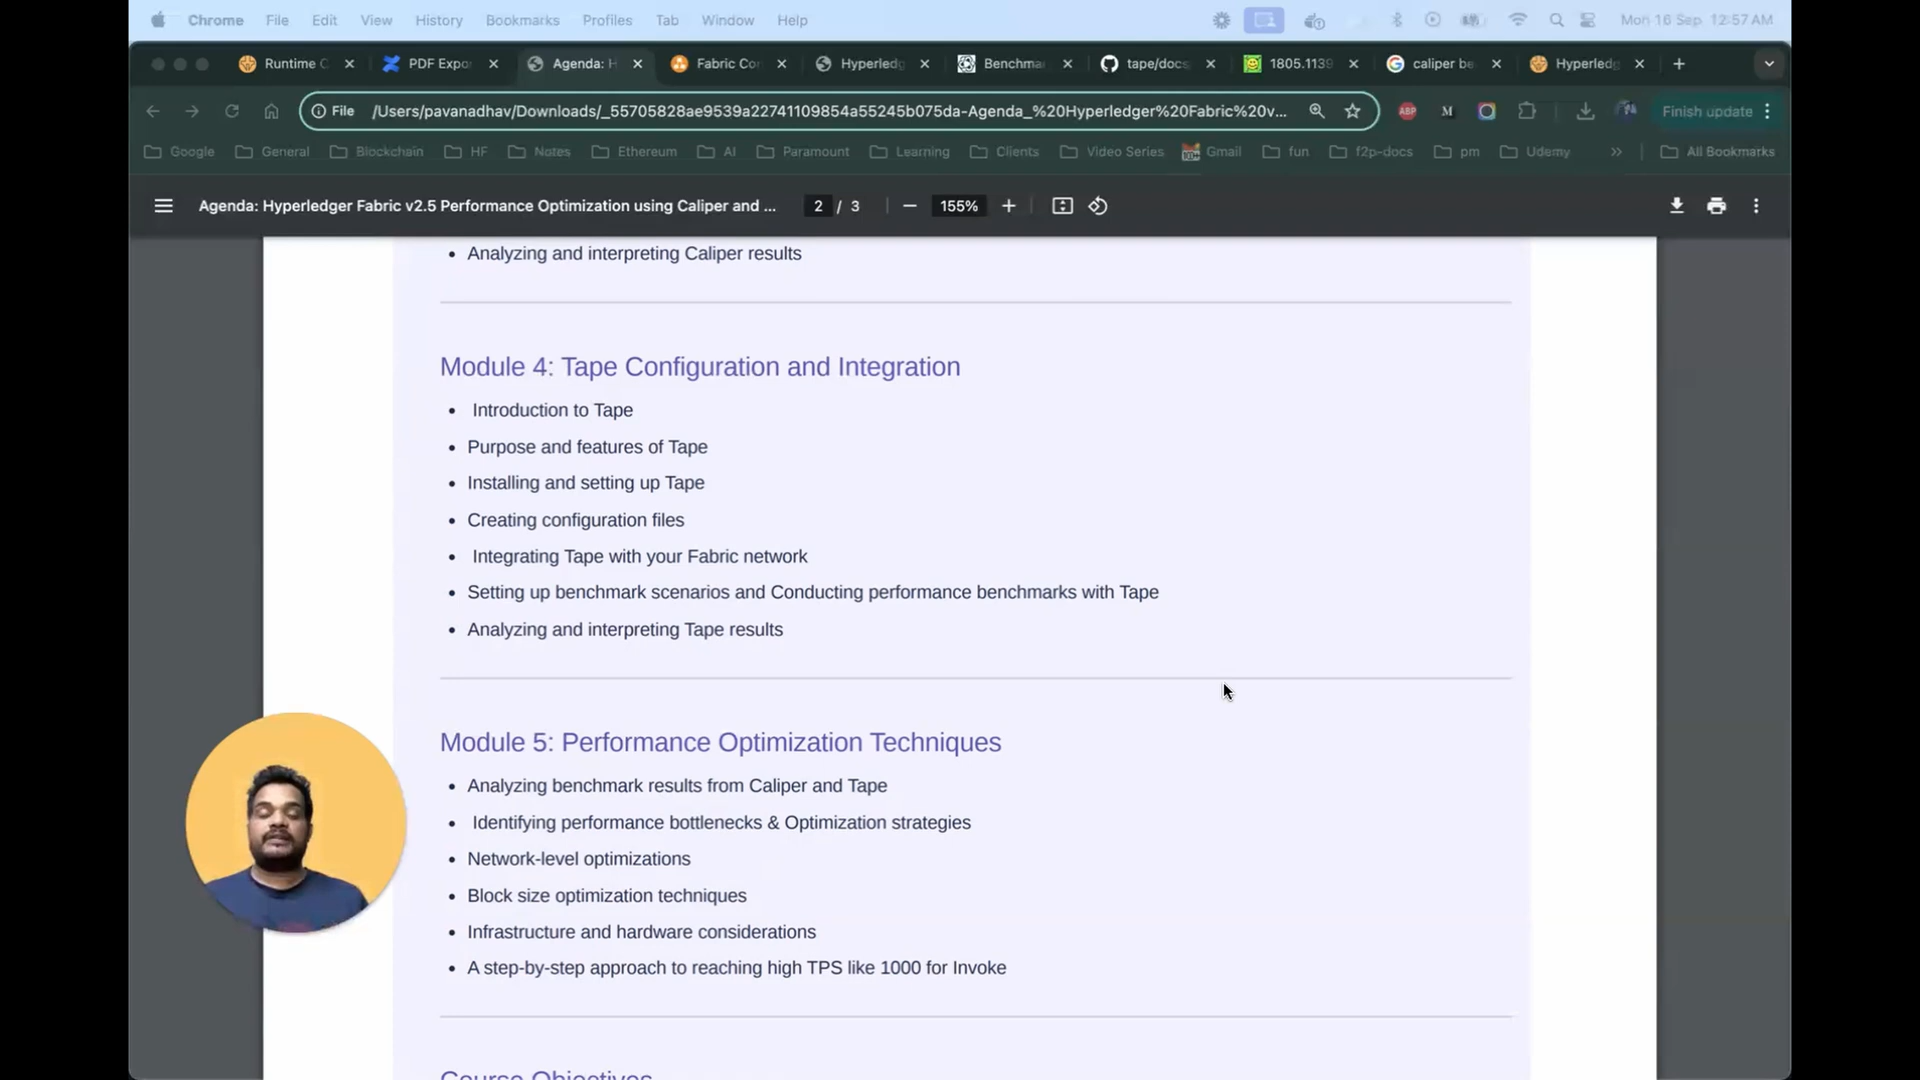 Chrome File Edit View History Bookmarks Profiles Tab Window Help Mon 16 Sep 12:57 AM
Runtime C PDF Expo Agenda: H Fabric Co Hyperledg Benchma tape/docs 1805.1139 caliper be Hyperledg
File /Users/pavanadhav/Downloads/_55705828ae9539a22741109854a55245b075da-Agenda_%20Hyperledger%20Fabric%20v... ABP M Finish update
Google General Blockchain HF Notes Ethereum AI Paramount Learning Clients Video Series Gmail fun f2p-docs pm Udemy » All Bookmarks
Agenda: Hyperledger Fabric v2.5 Performance Optimization using Caliper and ... 2 / 3 — 155% +
• Analyzing and interpreting Caliper results
Module 4: Tape Configuration and Integration
• Introduction to Tape
• Purpose and features of Tape
• Installing and setting up Tape
• Creating configuration files
• Integrating Tape with your Fabric network
• Setting up benchmark scenarios and Conducting performance benchmarks with Tape
• Analyzing and interpreting Tape results
Module 5: Performance Optimization Techniques
• Analyzing benchmark results from Caliper and Tape
• Identifying performance bottlenecks & Optimization strategies
• Network-level optimizations
• Block size optimization techniques
• Infrastructure and hardware considerations
• A step-by-step approach to reaching high TPS like 1000 for Invoke
Course Objectives